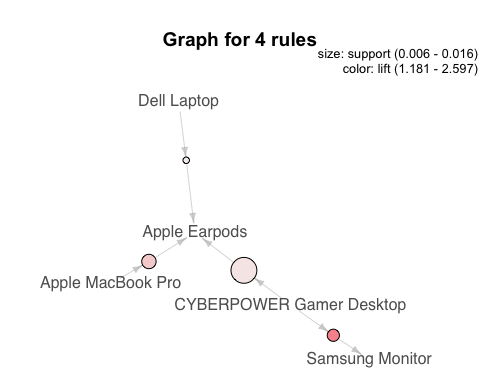 Graph for 4 rules
size: support (0.006 - 0.016)
color: lift (1.181 - 2.597)
Dell Laptop
Apple Earpods
Apple MacBook Pro
CYBERPOWER Gamer Desktop
Samsung Monitor